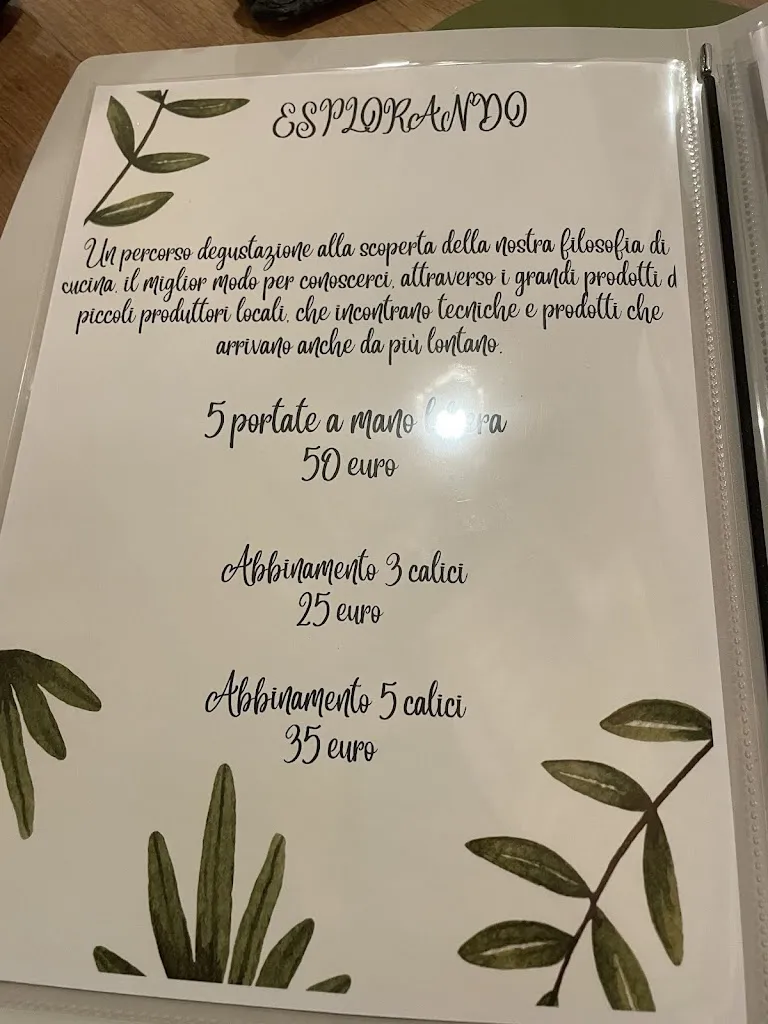 ESPLORANDO
Un percorso degustazione alla scoperta della nostra filosofia di
cucina, il miglior modo per conoscerci, attraverso i grandi prodotti d
piccoli produttori locali, che incontrano tecniche e prodotti che
arrivano anche da più lontano.
5 portate a mano
50 euro
Abbinamento 3 calici
25 euro
Abbinamento 5 calici
35 euro